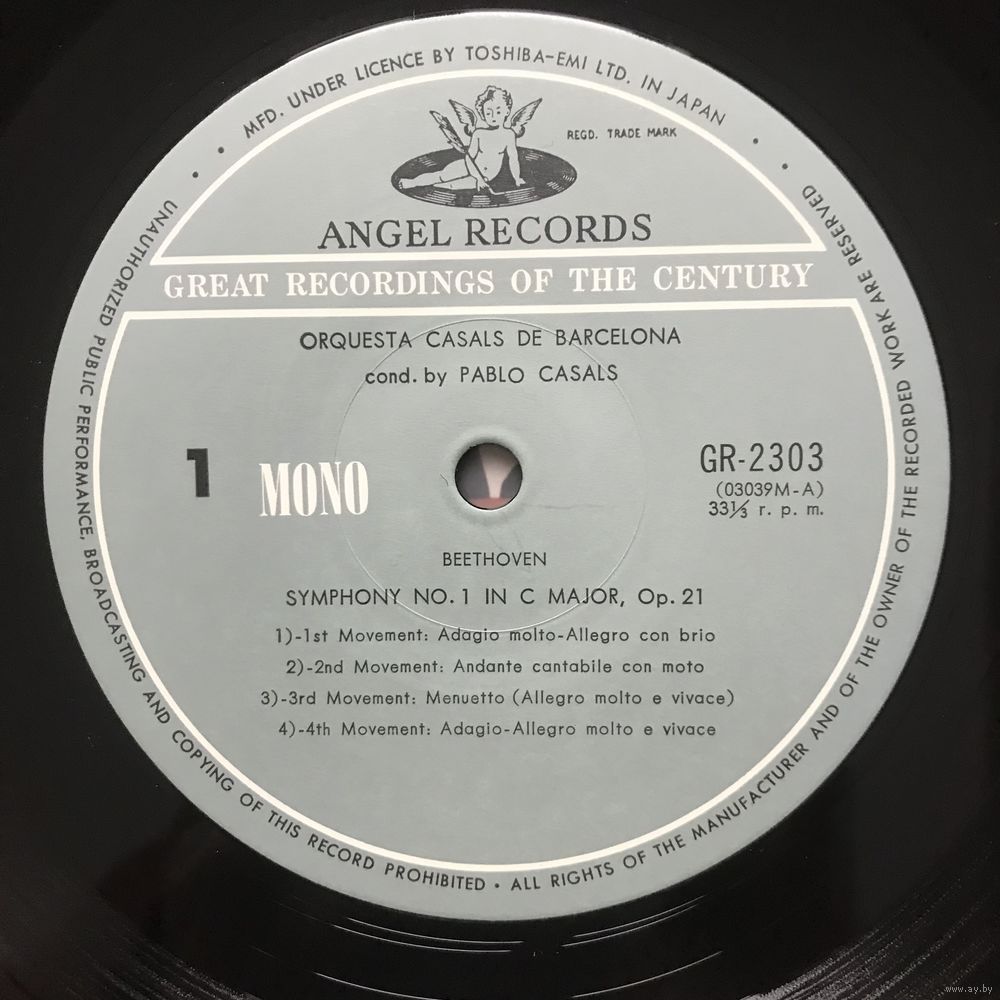 MFD. UNDER LICENCE BY TOSHIBA-EMI LTD. IN JAPAN
REGD. TRADE MARK
ANGEL RECORDS
GREAT RECORDINGS OF THE CENTURY
ORQUESTA CASALS DE BARCELONA
cond. by PABLO CASALS
1
MONO
GR-2303
(03039M-A)
33⅓ r. p. m.
BEETHOVEN
SYMPHONY NO. 1 IN C MAJOR, Op. 21
1)-1st Movement: Adagio molto-Allegro con brio
2)-2nd Movement: Andante cantabile con moto
3)-3rd Movement: Menuetto (Allegro molto e vivace)
4)-4th Movement: Adagio-Allegro molto e vivace
UNAUTHORIZED PUBLIC PERFORMANCE, BROADCASTING AND COPYING OF THIS RECORD PROHIBITED • ALL RIGHTS OF THE MANUFACTURER AND OF THE OWNER OF THE RECORDED WORK ARE RESERVED
www.ay.by